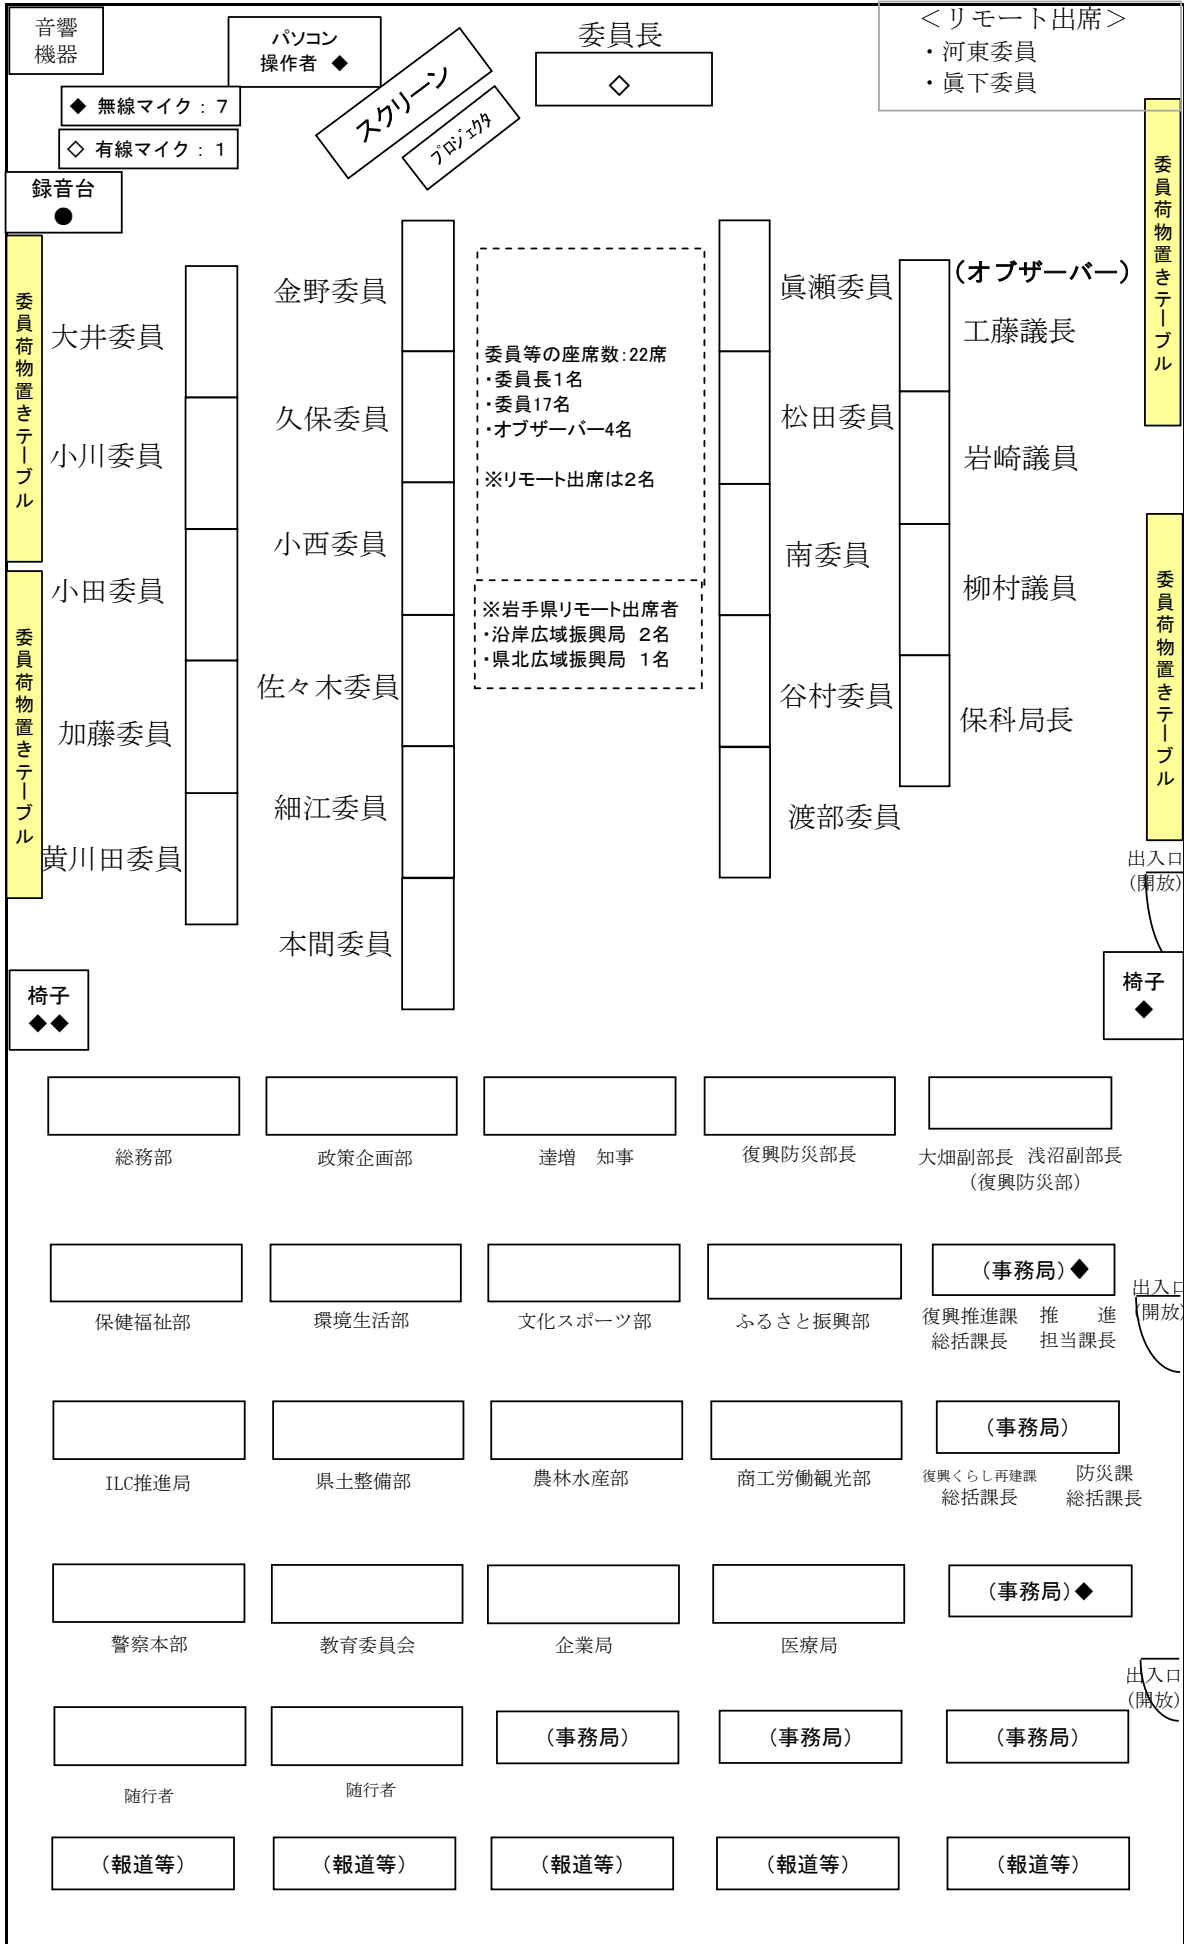 音響
機器
パソコン
操作者 ◆
スクリーン
プロジェクタ
委員長
◇
＜リモート出席＞
・河東委員
・眞下委員
◆ 無線マイク：7
◇ 有線マイク：1
録音台
●
委員荷物置きテーブル
委員荷物置きテーブル
委員荷物置きテーブル
委員荷物置きテーブル
大井委員
小川委員
小田委員
加藤委員
黄川田委員
金野委員
久保委員
小西委員
佐々木委員
細江委員
本間委員
委員等の座席数：22席
・委員長1名
・委員17名
・オブザーバー4名
※リモート出席は2名
※岩手県リモート出席者
・沿岸広域振興局 2名
・県北広域振興局 1名
眞瀬委員
松田委員
南委員
谷村委員
渡部委員
（オブザーバー）
工藤議長
岩崎議員
柳村議員
保科局長
出入口
(開放)
椅子
◆◆
椅子
◆
総務部
政策企画部
達増　知事
復興防災部長
大畑副部長 浅沼副部長
（復興防災部）
（事務局）◆
出入口
(開放)
保健福祉部
環境生活部
文化スポーツ部
ふるさと振興部
復興推進課
総括課長
推　進
担当課長
（事務局）
ILC推進局
県土整備部
農林水産部
商工労働観光部
復興くらし再建課
総括課長
防災課
総括課長
（事務局）◆
警察本部
教育委員会
企業局
医療局
出入口
(開放)
（事務局）
（事務局）
（事務局）
随行者
随行者
（報道等）
（報道等）
（報道等）
（報道等）
（報道等）